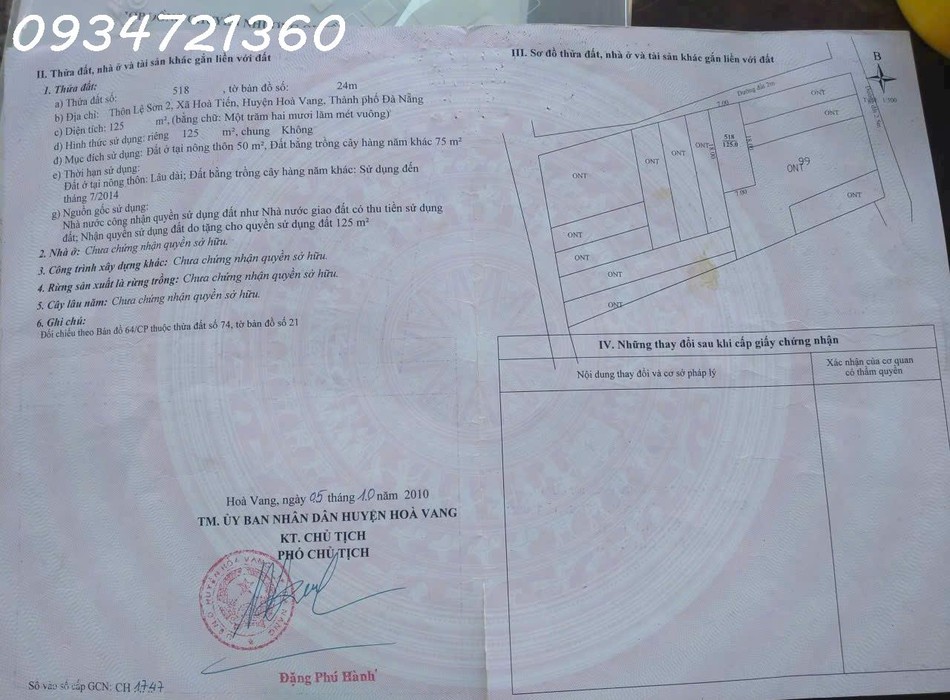 0934721360
II. Thửa đất, nhà ở và tài sản khác gắn liền với đất
1. Thửa đất:
a) Thửa đất số: 518 , tờ bản đồ số: 24m
b) Địa chỉ: Thôn Lệ Sơn 2, Xã Hoà Tiến, Huyện Hoà Vang, Thành phố Đà Nẵng
c) Diện tích: 125 m², (bằng chữ: Một trăm hai mươi lăm mét vuông)
d) Hình thức sử dụng: riêng 125 m², chung Không
đ) Mục đích sử dụng: Đất ở tại nông thôn 50 m², Đất bằng trồng cây hàng năm khác 75 m²
e) Thời hạn sử dụng:
Đất ở tại nông thôn: Lâu dài; Đất bằng trồng cây hàng năm khác: Sử dụng đến
tháng 7/2014
g) Nguồn gốc sử dụng:
Nhà nước công nhận quyền sử dụng đất như Nhà nước giao đất có thu tiền sử dụng
đất; Nhận quyền sử dụng đất do tặng cho quyền sử dụng đất 125 m²
2. Nhà ở: Chưa chứng nhận quyền sở hữu.
3. Công trình xây dựng khác: Chưa chứng nhận quyền sở hữu.
4. Rừng sản xuất là rừng trồng: Chưa chứng nhận quyền sở hữu.
5. Cây lâu năm: Chưa chứng nhận quyền sở hữu.
6. Ghi chú:
Đối chiếu theo Bản đồ 64/CP thuộc thửa đất số 74, tờ bản đồ số 21
Hoà Vang, ngày 05 tháng 10 năm 2010
TM. ỦY BAN NHÂN DÂN HUYỆN HOÀ VANG
KT. CHỦ TỊCH
PHÓ CHỦ TỊCH
Đặng Phú Hành
Số vào sổ cấp GCN: CH 1747
III. Sơ đồ thửa đất, nhà ở và tài sản khác gắn liền với đất
B
Đường đất 2m
7.00
ONT
ONT
518
125.0
ONT
ONT
ONT
ONT
ONT
99
7.00
ONT
ONT
ONT
ONT
ONT
IV. Những thay đổi sau khi cấp giấy chứng nhận
Nội dung thay đổi và cơ sở pháp lý
Xác nhận của cơ quan
có thẩm quyền